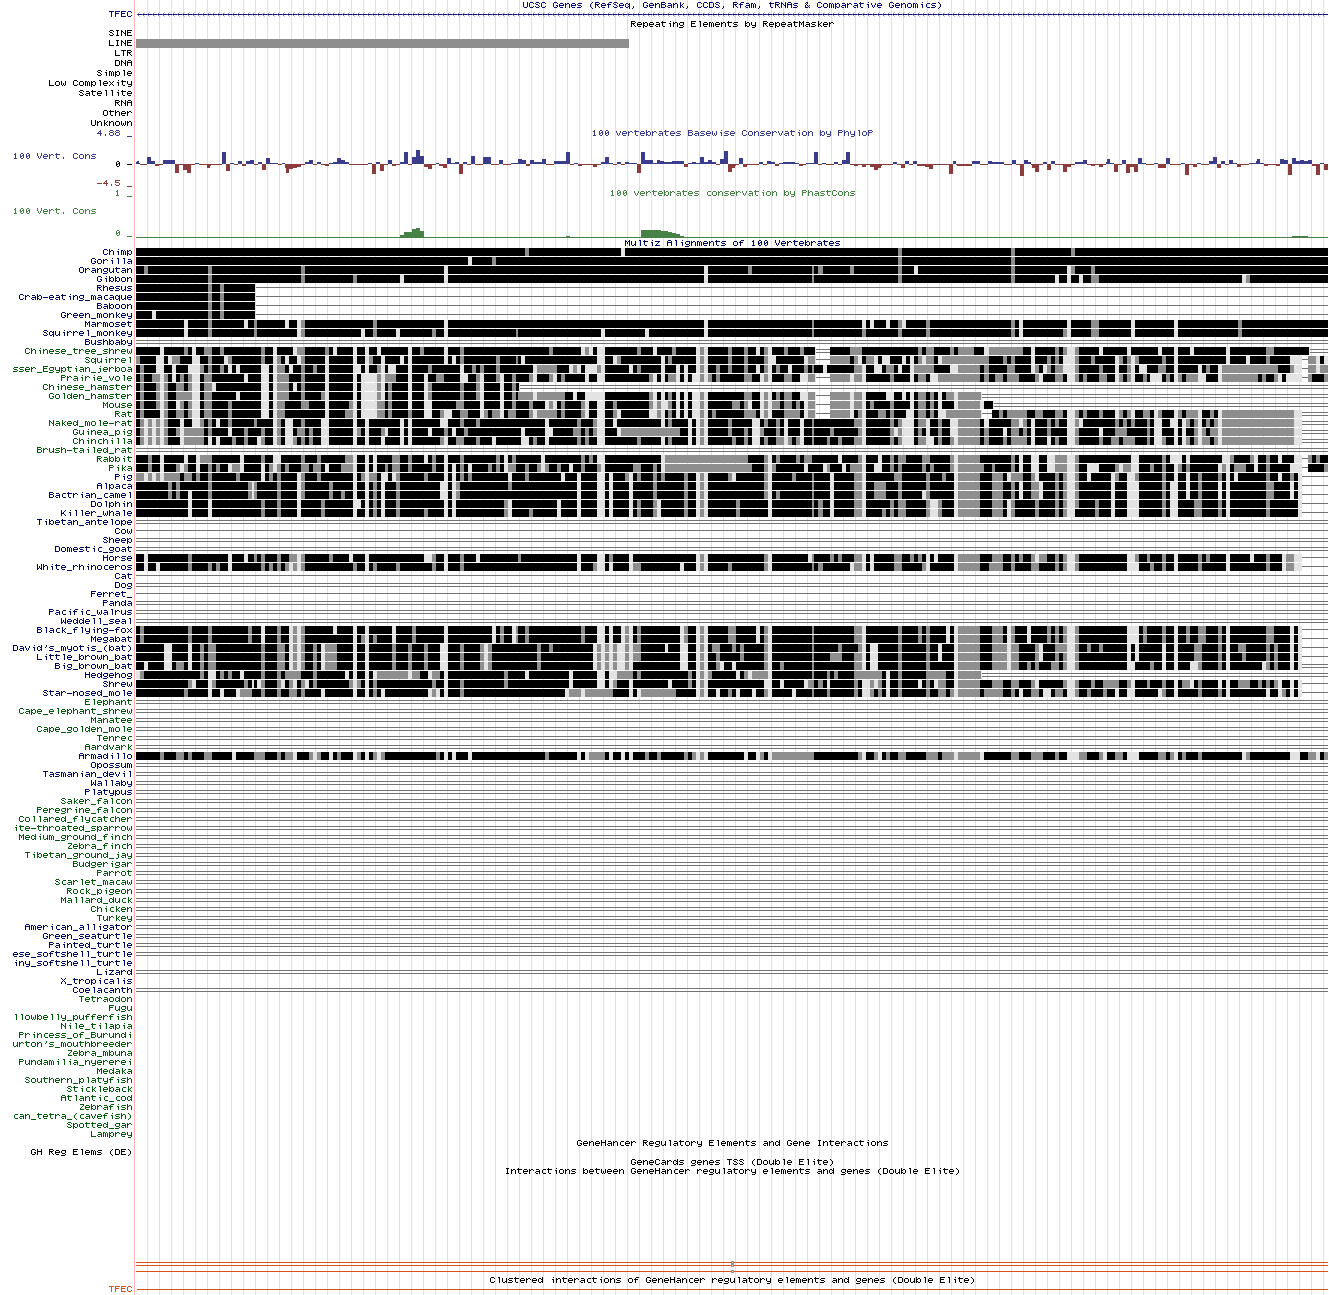 UCSC Genes (RefSeq, GenBank, CCDS, Rfam, tRNAs & Comparative Genomics)
TFEC
Repeating Elements by RepeatMasker
SINE
LINE
LTR
DNA
Simple
Low Complexity
Satellite
RNA
Other
Unknown
4.88 _
100 vertebrates Basewise Conservation by PhyloP
100 Vert. Cons
0 -
-4.5 _
1 _
100 vertebrates conservation by PhastCons
100 Vert. Cons
0 _
Multiz Alignments of 100 Vertebrates
Chimp
Gorilla
Orangutan
Gibbon
Rhesus
Crab-eating_macaque
Baboon
Green_monkey
Marmoset
Squirrel_monkey
Bushbaby
Chinese_tree_shrew
Squirrel
sser_Egyptian_jerboa
Prairie_vole
Chinese_hamster
Golden_hamster
Mouse
Rat
Naked_mole-rat
Guinea_pig
Chinchilla
Brush-tailed_rat
Rabbit
Pika
Pig
Alpaca
Bactrian_camel
Dolphin
Killer_whale
Tibetan_antelope
Cow
Sheep
Domestic_goat
Horse
White_rhinoceros
Cat
Dog
Ferret_
Panda
Pacific_walrus
Weddell_seal
Black_flying-fox
Megabat
David's_myotis_(bat)
Little_brown_bat
Big_brown_bat
Hedgehog
Shrew
Star-nosed_mole
Elephant
Cape_elephant_shrew
Manatee
Cape_golden_mole
Tenrec
Aardvark
Armadillo
Opossum
Tasmanian_devil
Wallaby
Platypus
Saker_falcon
Peregrine_falcon
Collared_flycatcher
ite-throated_sparrow
Medium_ground_finch
Zebra_finch
Tibetan_ground_jay
Budgerigar
Parrot
Scarlet_macaw
Rock_pigeon
Mallard_duck
Chicken
Turkey
American_alligator
Green_seaturtle
Painted_turtle
ese_softshell_turtle
iny_softshell_turtle
Lizard
X_tropicalis
Coelacanth
Tetraodon
Fugu
llowbelly_pufferfish
Nile_tilapia
Princess_of_Burundi
urton's_mouthbreeder
Zebra_mbuna
Pundamilia_nyererei
Medaka
Southern_platyfish
Stickleback
Atlantic_cod
Zebrafish
can_tetra_(cavefish)
Spotted_gar
Lamprey
GeneHancer Regulatory Elements and Gene Interactions
GH Reg Elems (DE)
GeneCards genes TSS (Double Elite)
Interactions between GeneHancer regulatory elements and genes (Double Elite)
Clustered interactions of GeneHancer regulatory elements and genes (Double Elite)
TFEC